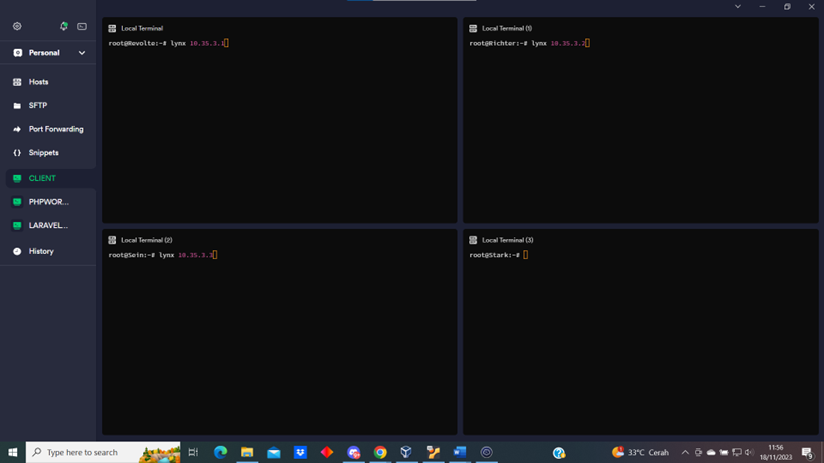 Personal
Hosts
SFTP
Port Forwarding
Snippets
CLIENT
PHPWOR...
LARAVEL...
History
Local Terminal
root@Revolte:~# lynx 10.35.3.1
Local Terminal (1)
root@Richter:~# lynx 10.35.3.2
Local Terminal (2)
root@Sein:~# lynx 10.35.3.3
Local Terminal (3)
root@Stark:~#
Type here to search
33°C Cerah
11:56
18/11/2023